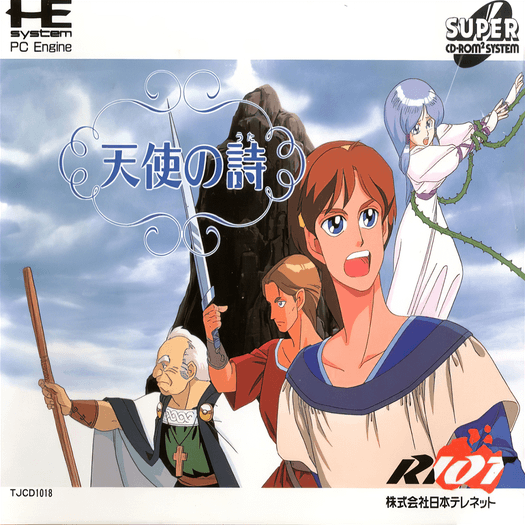 HE
system
PC Engine
SUPER
CD-ROM² SYSTEM
うた
天使の詩
RIOT
株式会社日本テレネット
TJCD1018